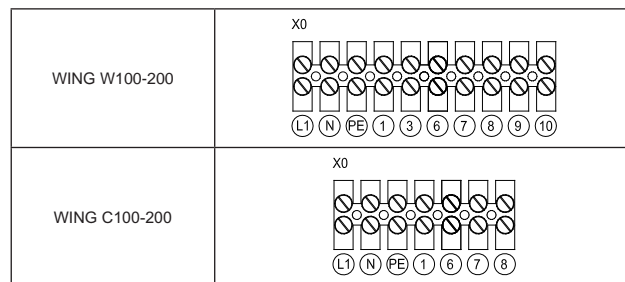 X0
WING W100-200
L1 N PE 1 3 6 7 8 9 10
X0
WING C100-200
L1 N PE 1 6 7 8